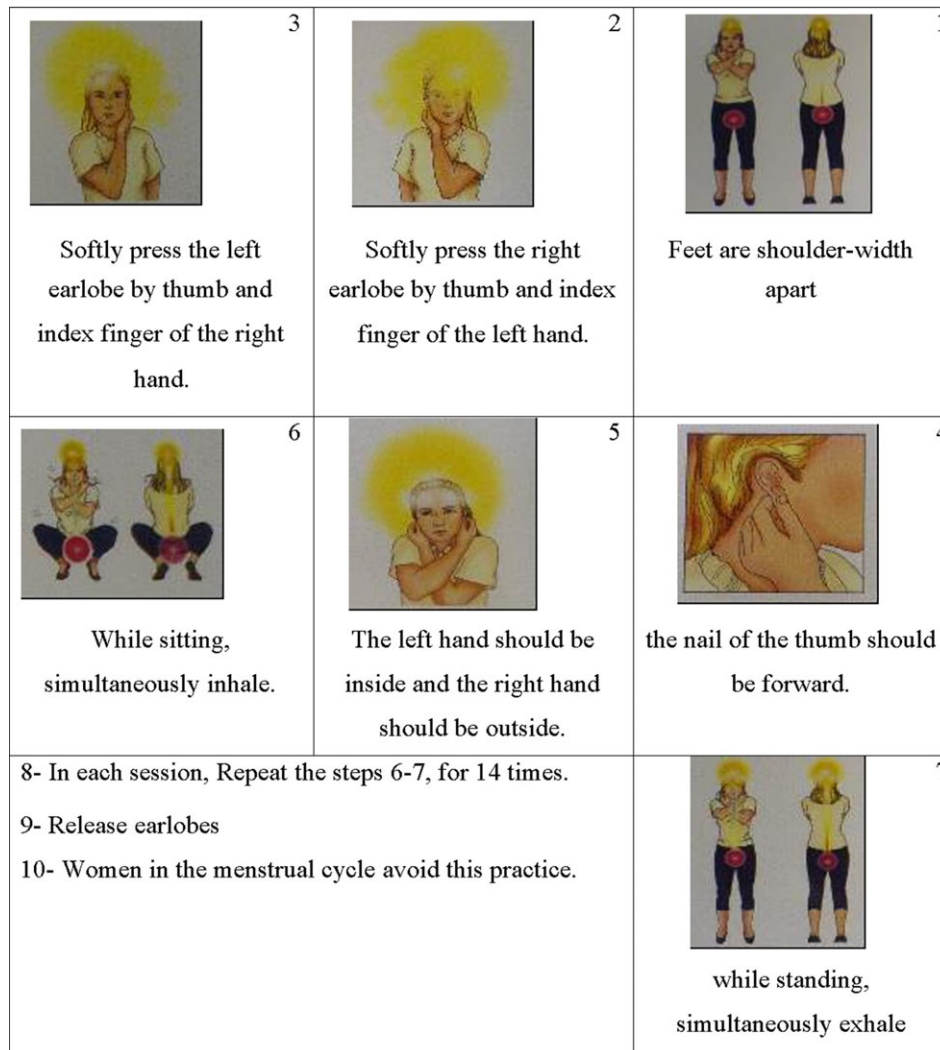 3
Softly press the left
earlobe by thumb and
index finger of the right
hand.
2
Softly press the right
earlobe by thumb and index
finger of the left hand.
Feet are shoulder-width
apart
6
While sitting,
simultaneously inhale.
5
The left hand should be
inside and the right hand
should be outside.
4
the nail of the thumb should
be forward.
8- In each session, Repeat the steps 6-7, for 14 times.
9- Release earlobes
10- Women in the menstrual cycle avoid this practice.
while standing,
simultaneously exhale